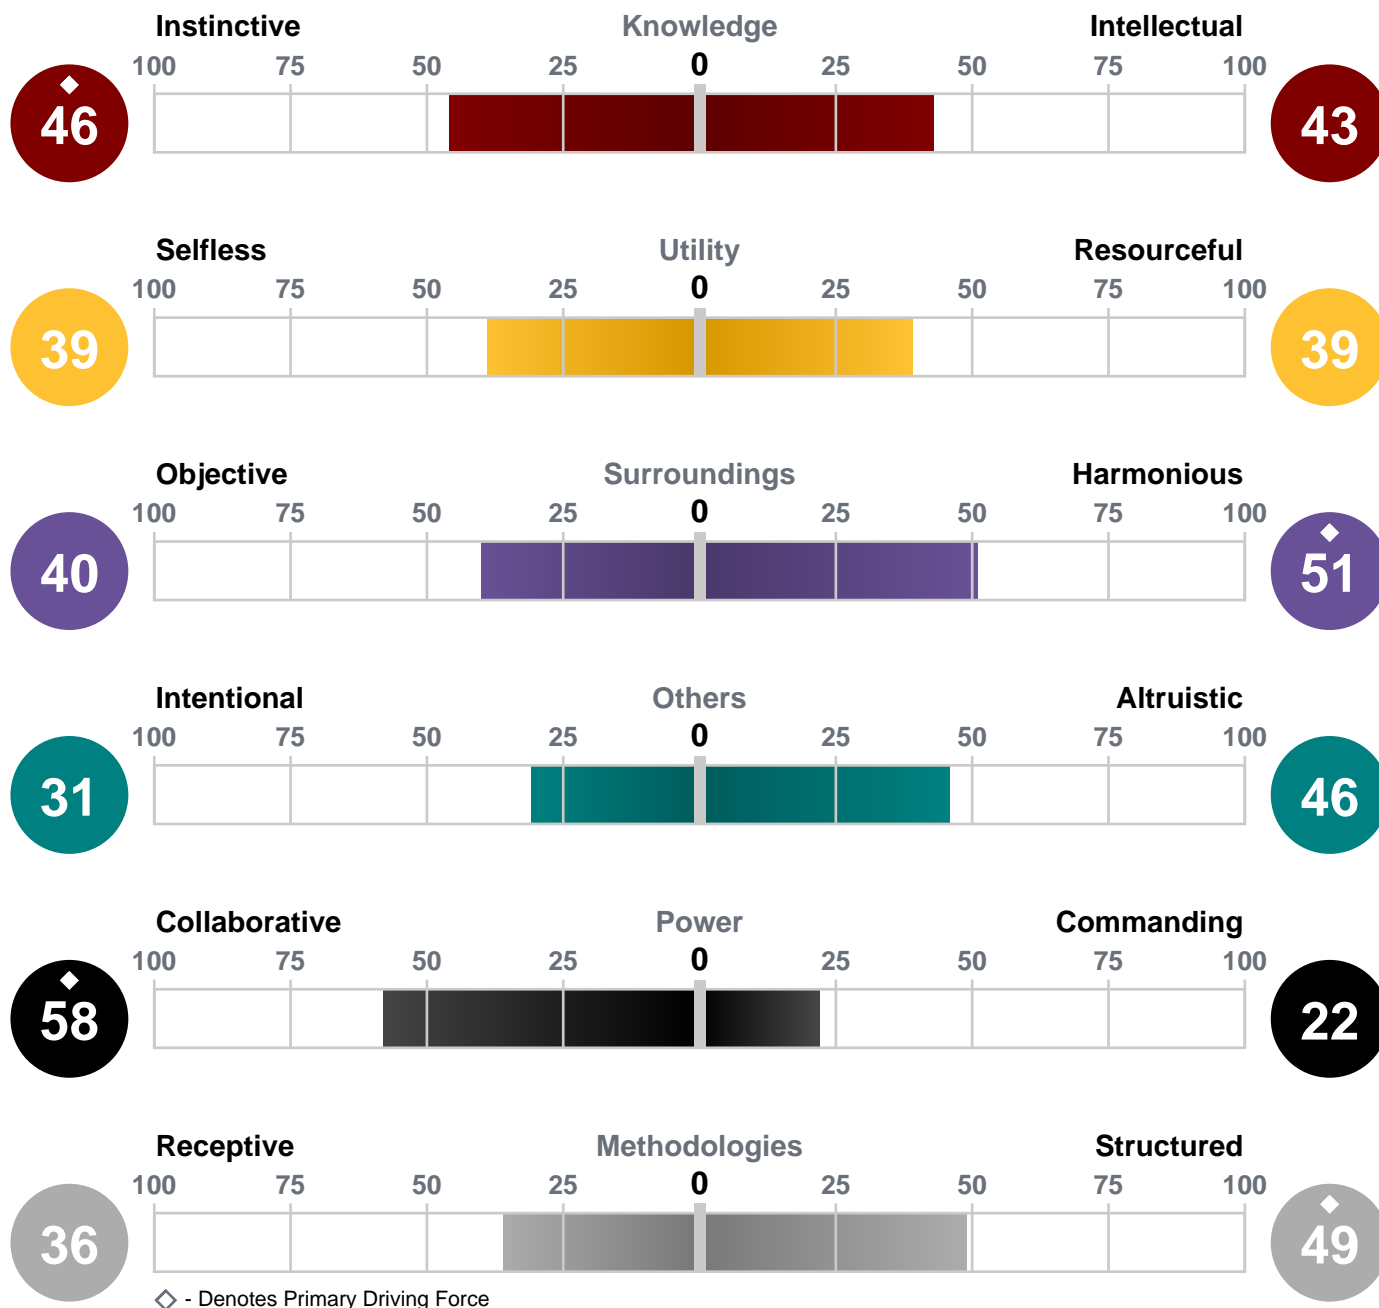 Instinctive Knowledge Intellectual
100 75 50 25 0 25 50 75 100
46 43
Selfless Utility Resourceful
100 75 50 25 0 25 50 75 100
39 39
Objective Surroundings Harmonious
100 75 50 25 0 25 50 75 100
40 51
Intentional Others Altruistic
100 75 50 25 0 25 50 75 100
31 46
Collaborative Power Commanding
100 75 50 25 0 25 50 75 100
58 22
Receptive Methodologies Structured
100 75 50 25 0 25 50 75 100
36 49
- Denotes Primary Driving Force